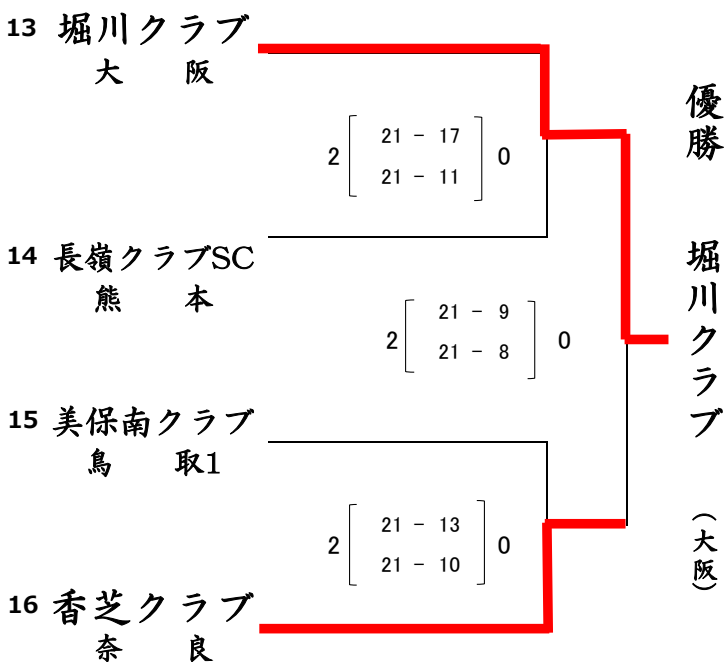 13 堀川クラブ
大 阪
2 21 - 17 0
21 - 11
14 長嶺クラブSC
熊 本
2 21 - 9 0
21 - 8
15 美保南クラブ
鳥 取1
2 21 - 13 0
21 - 10
16 香芝クラブ
奈 良
優勝 堀川クラブ (大阪)